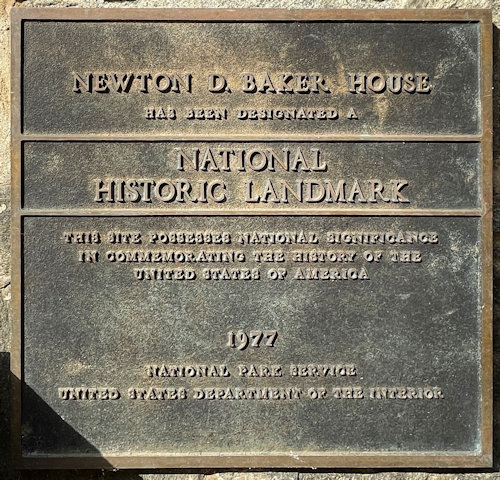 NEWTON D. BAKER HOUSE
HAS BEEN DESIGNATED A
NATIONAL
HISTORIC LANDMARK
THIS SITE POSSESSES NATIONAL SIGNIFICANCE
IN COMMEMORATING THE HISTORY OF THE
UNITED STATES OF AMERICA
1977
NATIONAL PARK SERVICE
UNITED STATES DEPARTMENT OF THE INTERIOR